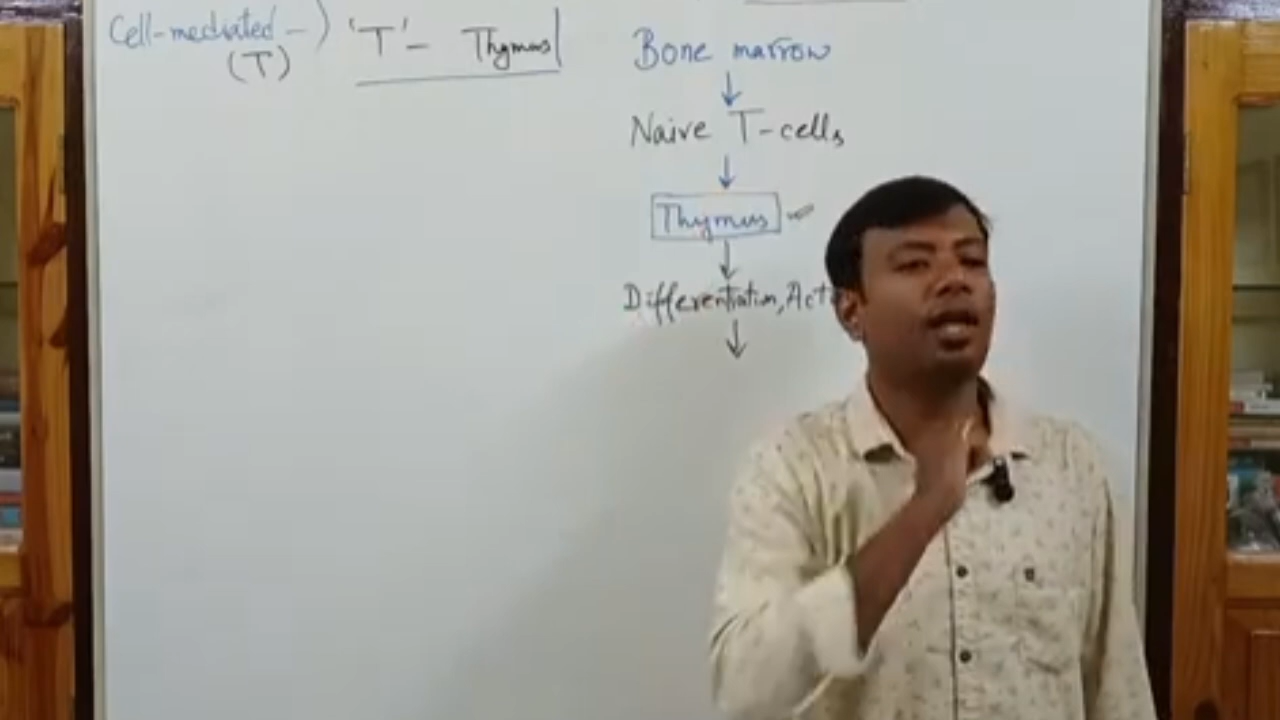 Cell-mediated -) 'T' - Thymus
(T)
Bone marrow
↓
Naive T-cells
↓
Thymus
↓
Differentiation, Act
↓